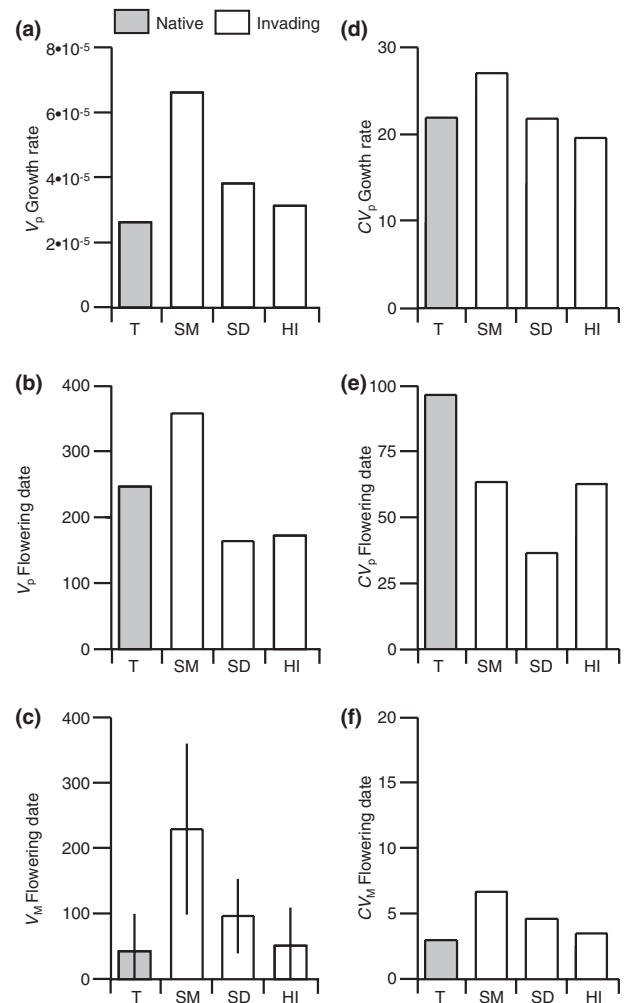 Native Invading
(a)
8•10⁻⁵
6•10⁻⁵
4•10⁻⁵
2•10⁻⁵
0
Vₚ Growth rate
T SM SD HI
(d)
30
20
10
0
CVₚ Gowth rate
T SM SD HI
(b)
400
300
200
100
0
Vₚ Flowering date
T SM SD HI
(e)
100
75
50
25
0
CVₚ Flowering date
T SM SD HI
(c)
400
300
200
100
0
V_M Flowering date
T SM SD HI
(f)
20
15
10
5
0
CV_M Flowering date
T SM SD HI